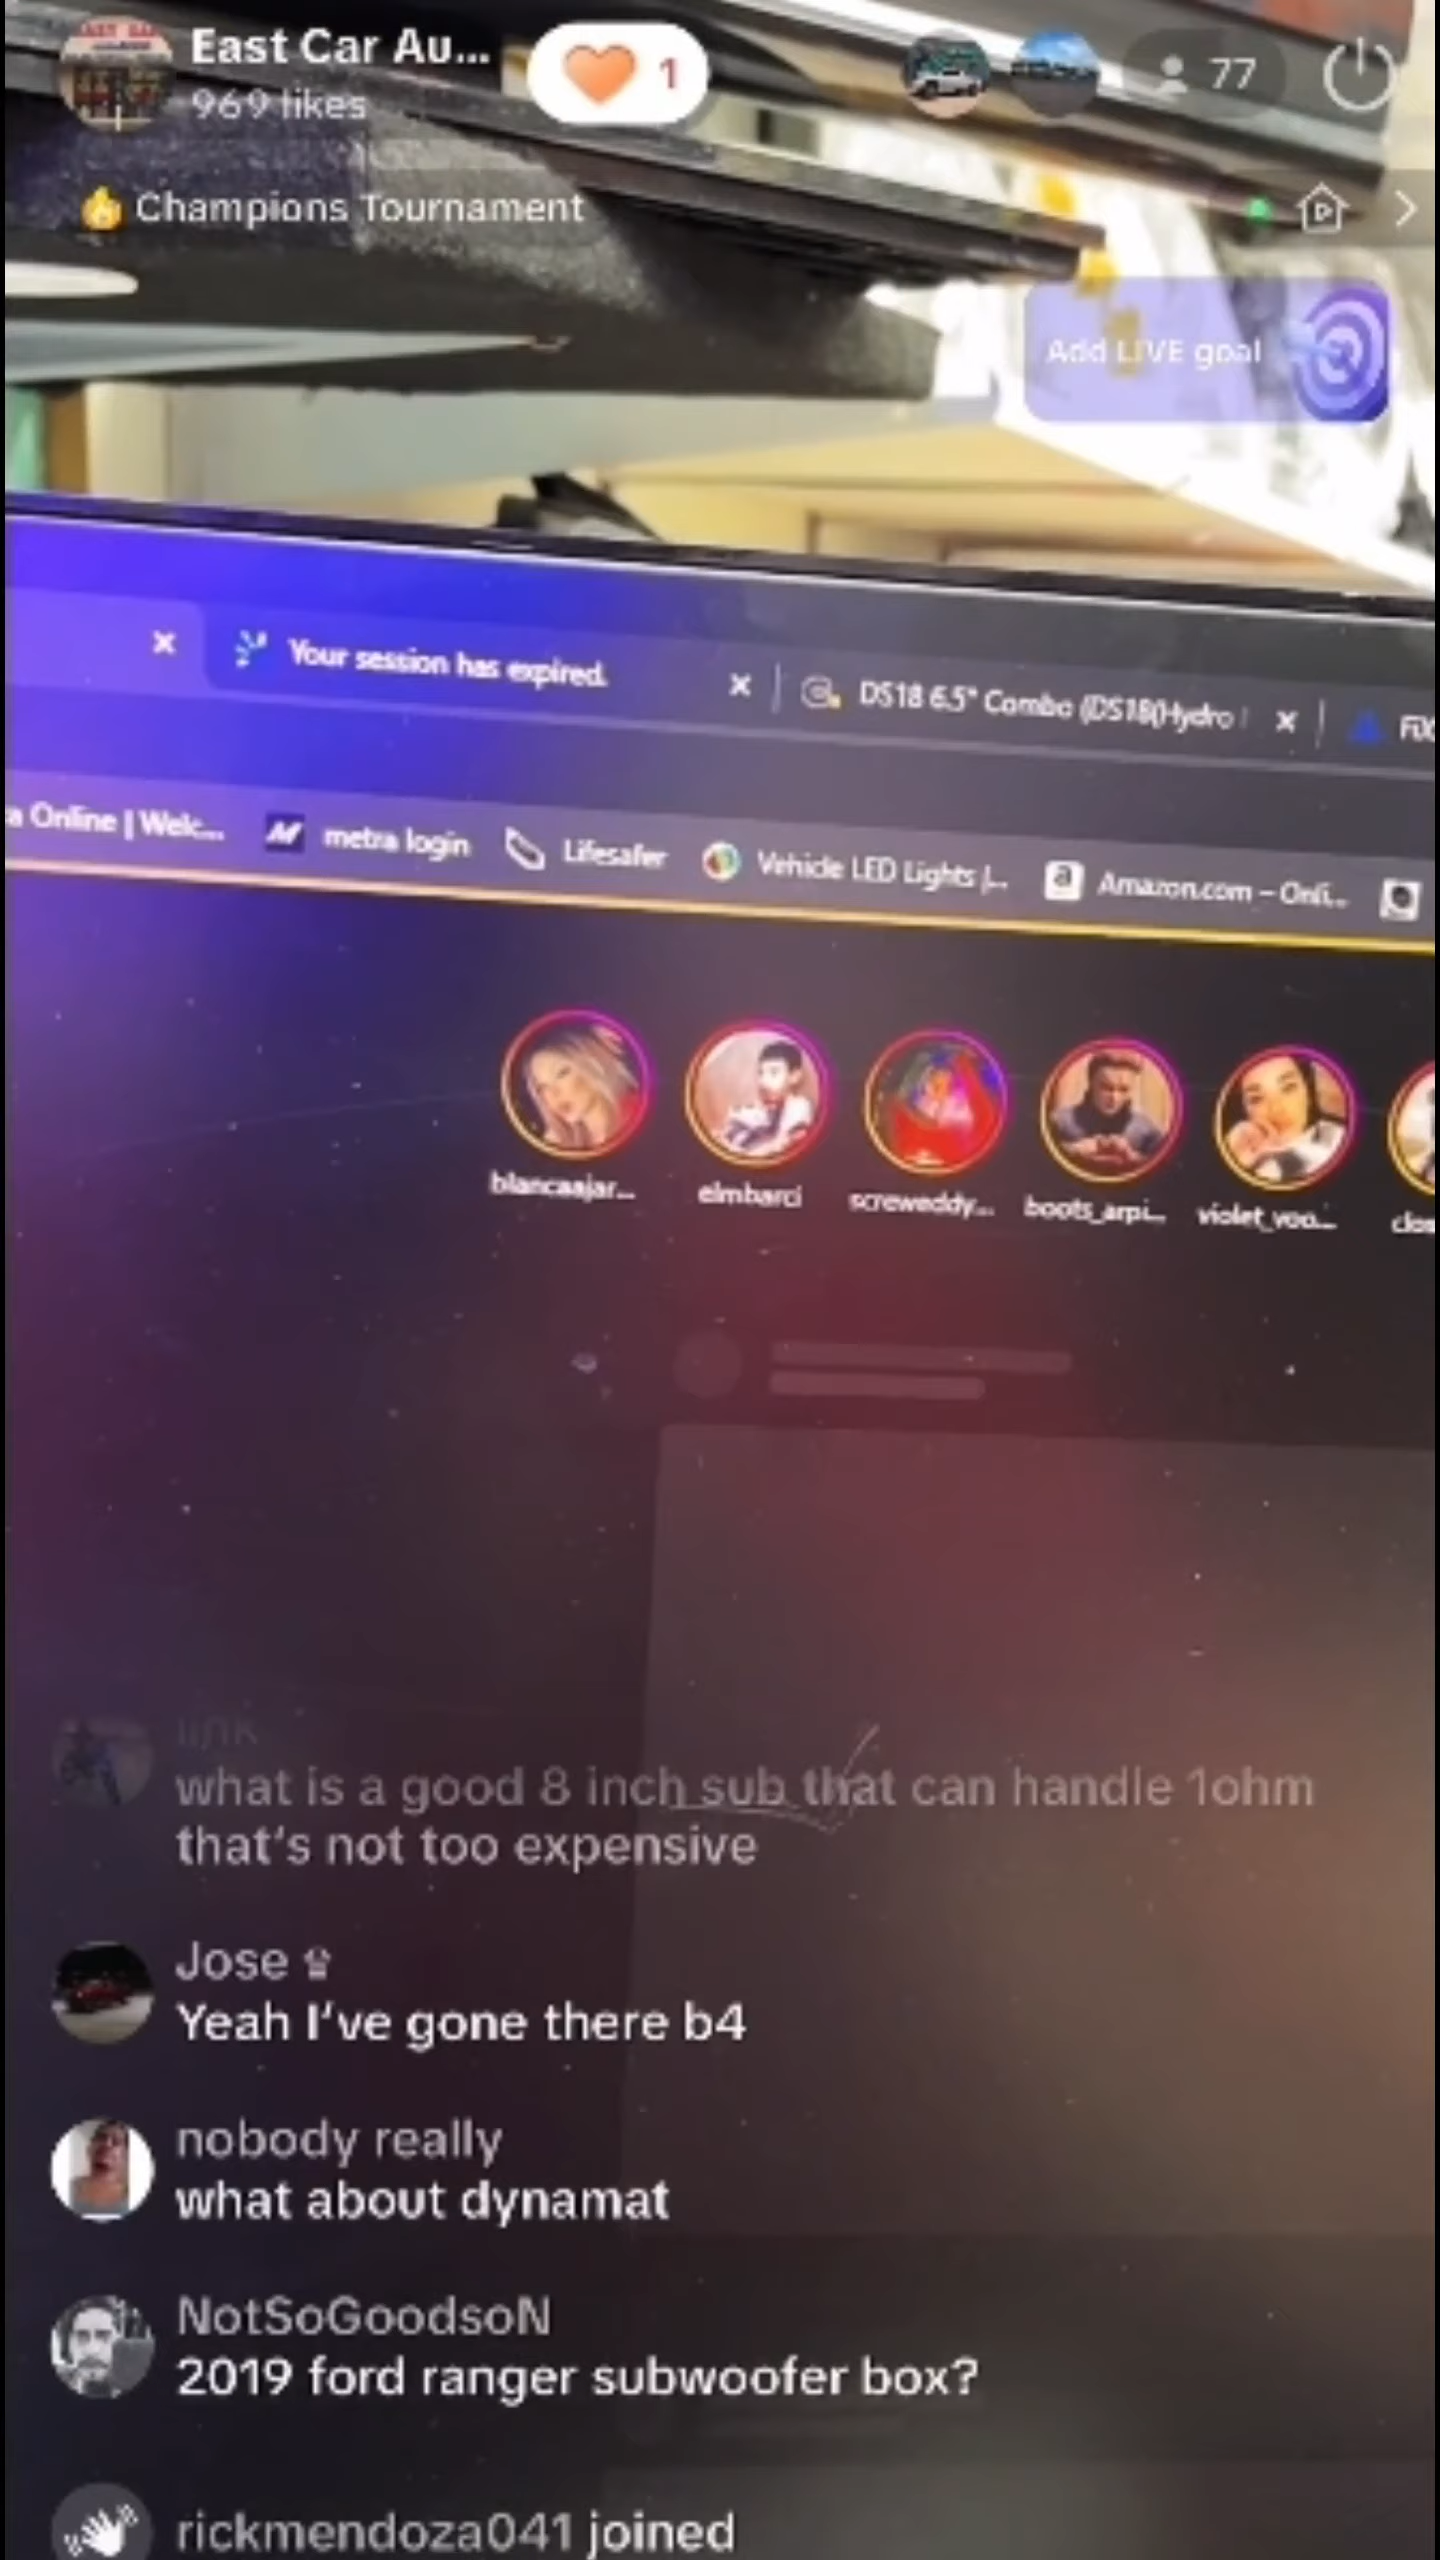 East Car Au...
969 likes
1
77
Champions Tournament
Add LIVE goal
Your session has expired.
DS18 6.5" Combo (DS18(Hydro
a Online | Welc...
metra login
Lifesafer
Vehicle LED Lights |...
Amazon.com – Onli...
blancaajar...
elmbarci
screweddy...
boots_arpi...
violet_voo...
link
what is a good 8 inch sub that can handle 1ohm
that's not too expensive
Jose ♕
Yeah I've gone there b4
nobody really
what about dynamat
NotSoGoodsoN
2019 ford ranger subwoofer box?
rickmendoza041 joined